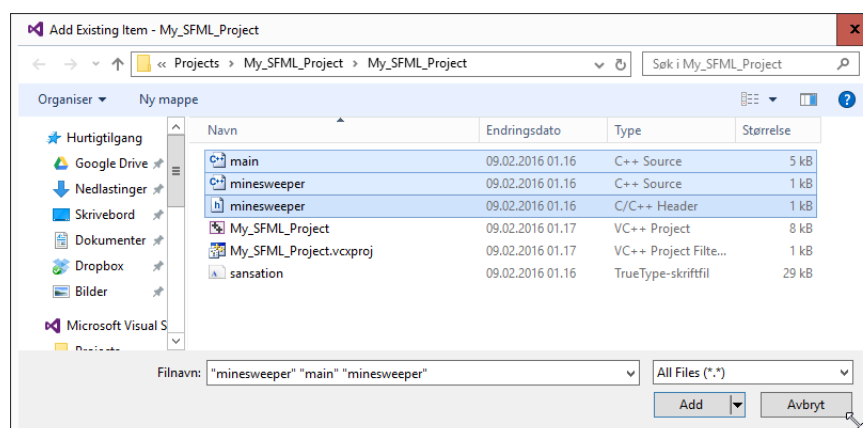 Add Existing Item - My_SFML_Project
« Projects › My_SFML_Project › My_SFML_Project
Søk i My_SFML_Project
Organiser Ny mappe
Navn Endringsdato Type Størrelse
Hurtigtilgang
Google Drive
Nedlastinger
Skrivebord
Dokumenter
Dropbox
Bilder
Microsoft Visual S
main 09.02.2016 01.16 C++ Source 5 kB
minesweeper 09.02.2016 01.16 C++ Source 1 kB
minesweeper 09.02.2016 01.16 C/C++ Header 1 kB
My_SFML_Project 09.02.2016 01.17 VC++ Project 8 kB
My_SFML_Project.vcxproj 09.02.2016 01.17 VC++ Project Filte... 1 kB
sansation 09.02.2016 01.16 TrueType-skriftfil 29 kB
Filnavn: "minesweeper" "main" "minesweeper" All Files (*.*)
Add Avbryt